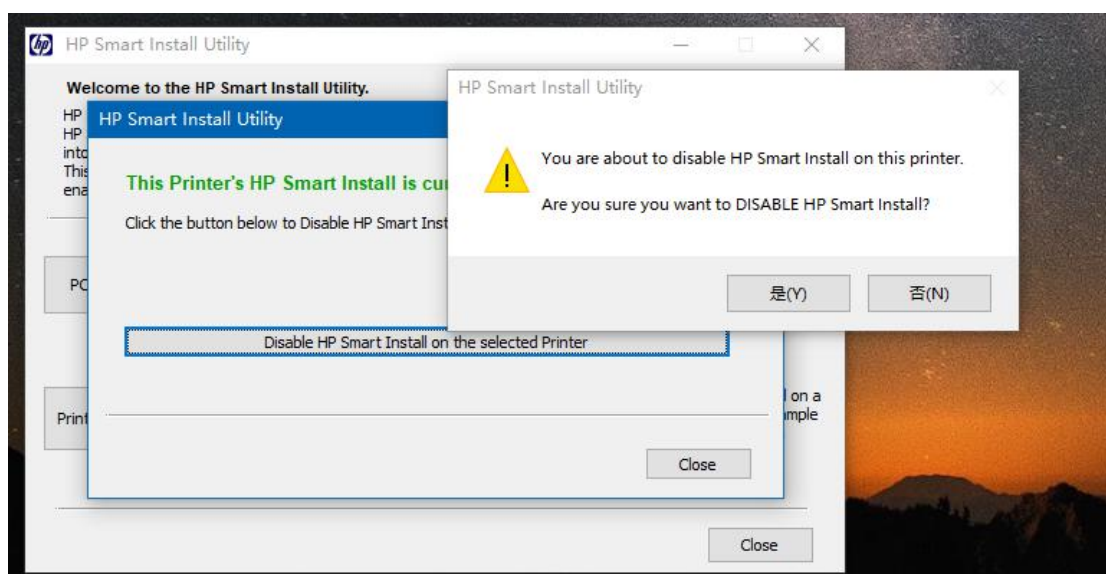 HP Smart Install Utility
Welcome to the HP Smart Install Utility.
HP
HP
into
This
ena
PC
Print
on a
mple
Close
HP Smart Install Utility
This Printer's HP Smart Install is cu
Click the button below to Disable HP Smart Inst
Disable HP Smart Install on the selected Printer
Close
HP Smart Install Utility
You are about to disable HP Smart Install on this printer.
Are you sure you want to DISABLE HP Smart Install?
是(Y)
否(N)